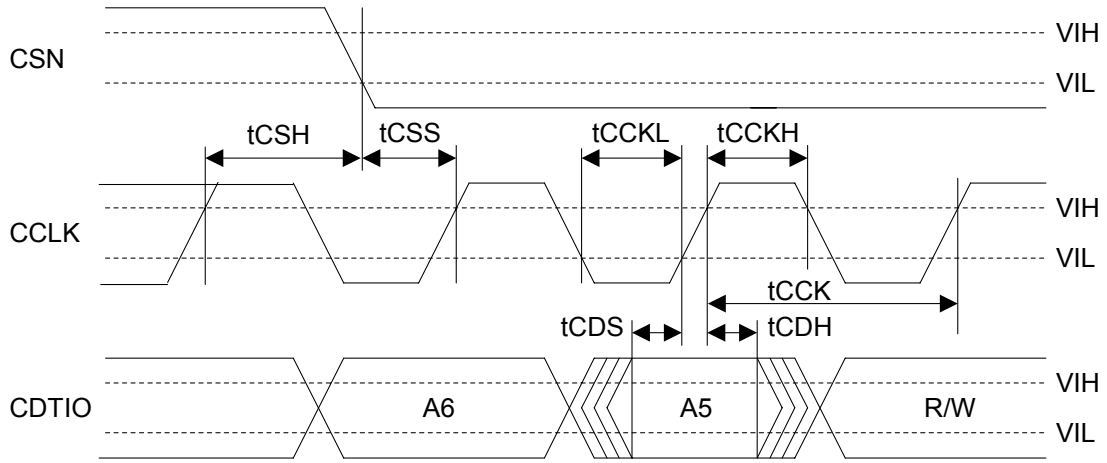 CSN
VIH
VIL
tCSH
tCSS
tCCKL
tCCKH
CCLK
VIH
VIL
tCCK
tCDS
tCDH
CDTIO
A6
A5
R/W
VIH
VIL